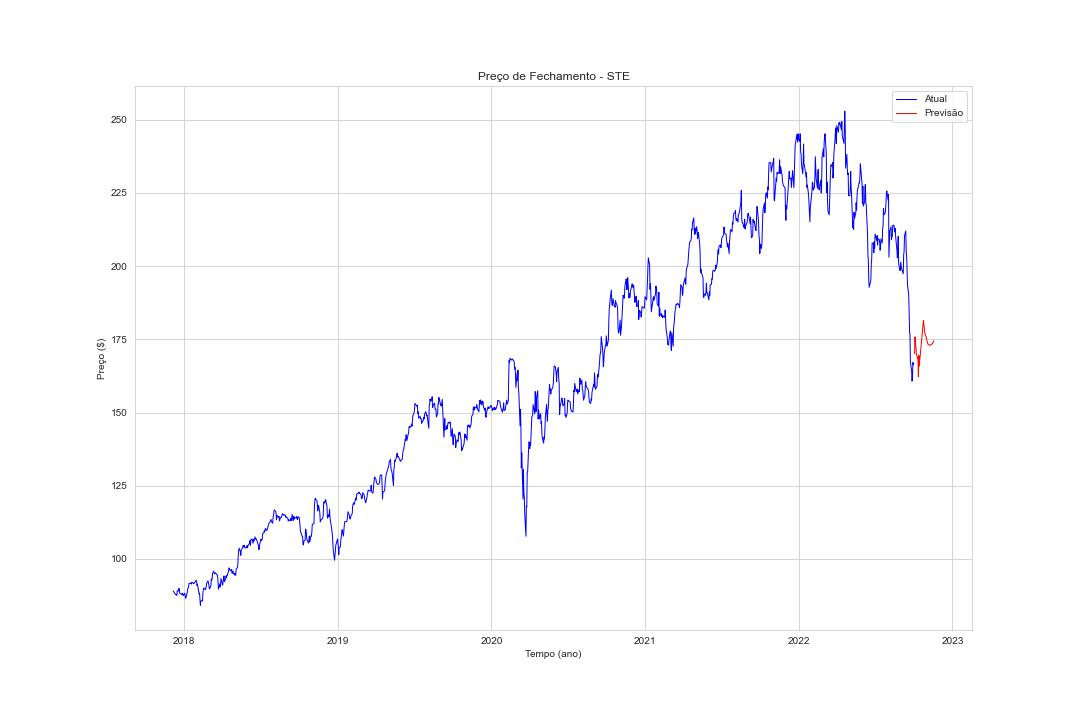 Preço de Fechamento - STE
Atual
Previsão
250
225
200
175
150
125
100
Preço ($)
2018
2019
2020
2021
2022
2023
Tempo (ano)